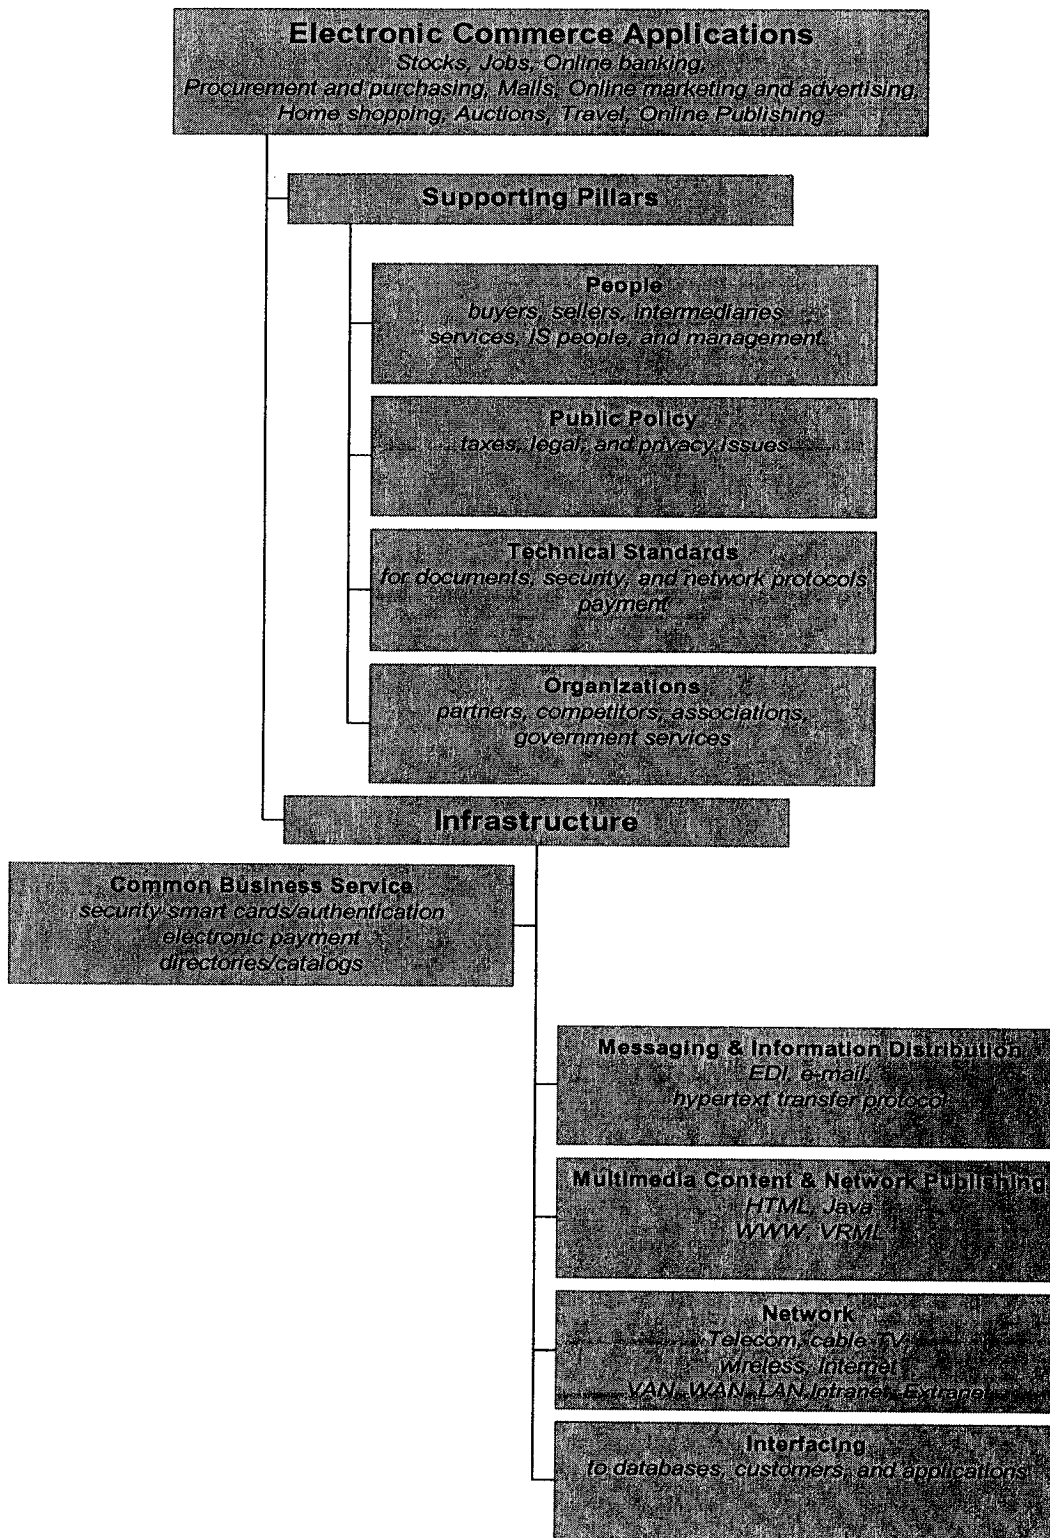 Electronic Commerce Applications
Stocks, Jobs, Online banking,
Procurement and purchasing, Malls, Online marketing and advertising,
Home shopping, Auctions, Travel, Online Publishing
Supporting Pillars
People
buyers, sellers, intermediaries
services, IS people, and management.
Public Policy
taxes, legal, and privacy issues
Technical Standards
for documents, security, and network protocols
payment
Organizations
partners, competitors, associations,
government services
Infrastructure
Common Business Service
security smart cards/authentication
electronic payment
directories/catalogs
Messaging & Information Distribution
EDI, e-mail,
hypertext transfer protocol
Multimedia Content & Network Publishing
HTML, Java
WWW, VRML
Network
Telecom, cable TV,
wireless, Internet
VAN, WAN, LAN,Intranet, Extranet
Interfacing
to databases, customers, and applications